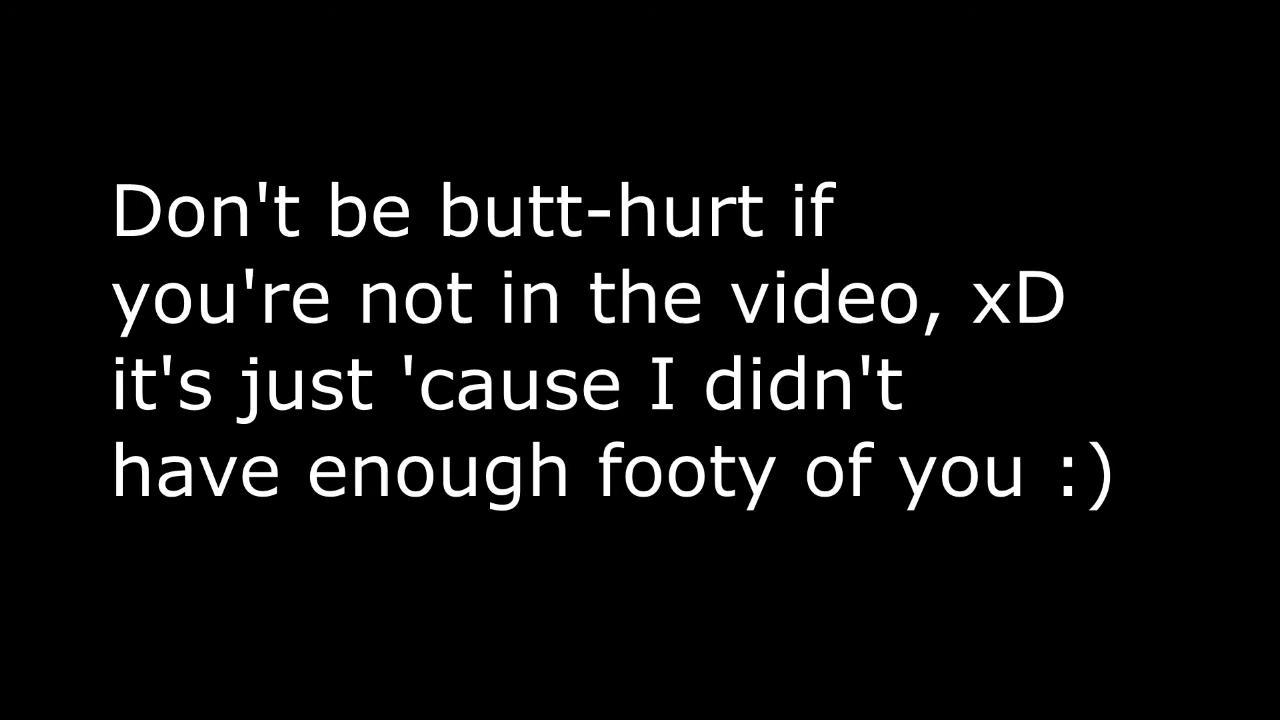 Don't be butt-hurt if
you're not in the video, xD
it's just 'cause I didn't
have enough footy of you :)